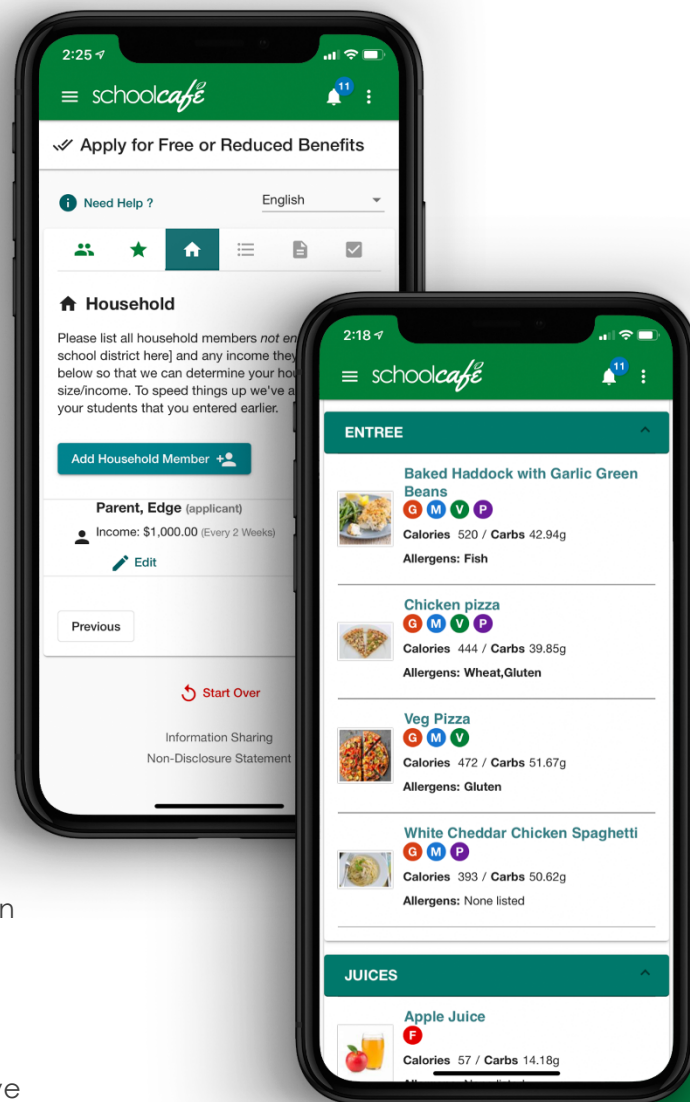 2:25
schoolcafé
11
Apply for Free or Reduced Benefits
Need Help ?
English
Household
Please list all household members not en
school district here] and any income they
below so that we can determine your hou
size/income. To speed things up we've a
your students that you entered earlier.
Add Household Member
Parent, Edge (applicant)
Income: $1,000.00 (Every 2 Weeks)
Edit
Previous
Start Over
Information Sharing
Non-Disclosure Statement
2:18
schoolcafé
11
ENTREE
Baked Haddock with Garlic Green
Beans
G M V P
Calories 520 / Carbs 42.94g
Allergens: Fish
Chicken pizza
G M V P
Calories 444 / Carbs 39.85g
Allergens: Wheat,Gluten
Veg Pizza
G M V
Calories 472 / Carbs 51.67g
Allergens: Gluten
White Cheddar Chicken Spaghetti
G M P
Calories 393 / Carbs 50.62g
Allergens: None listed
JUICES
Apple Juice
F
Calories 57 / Carbs 14.18g
n
ve